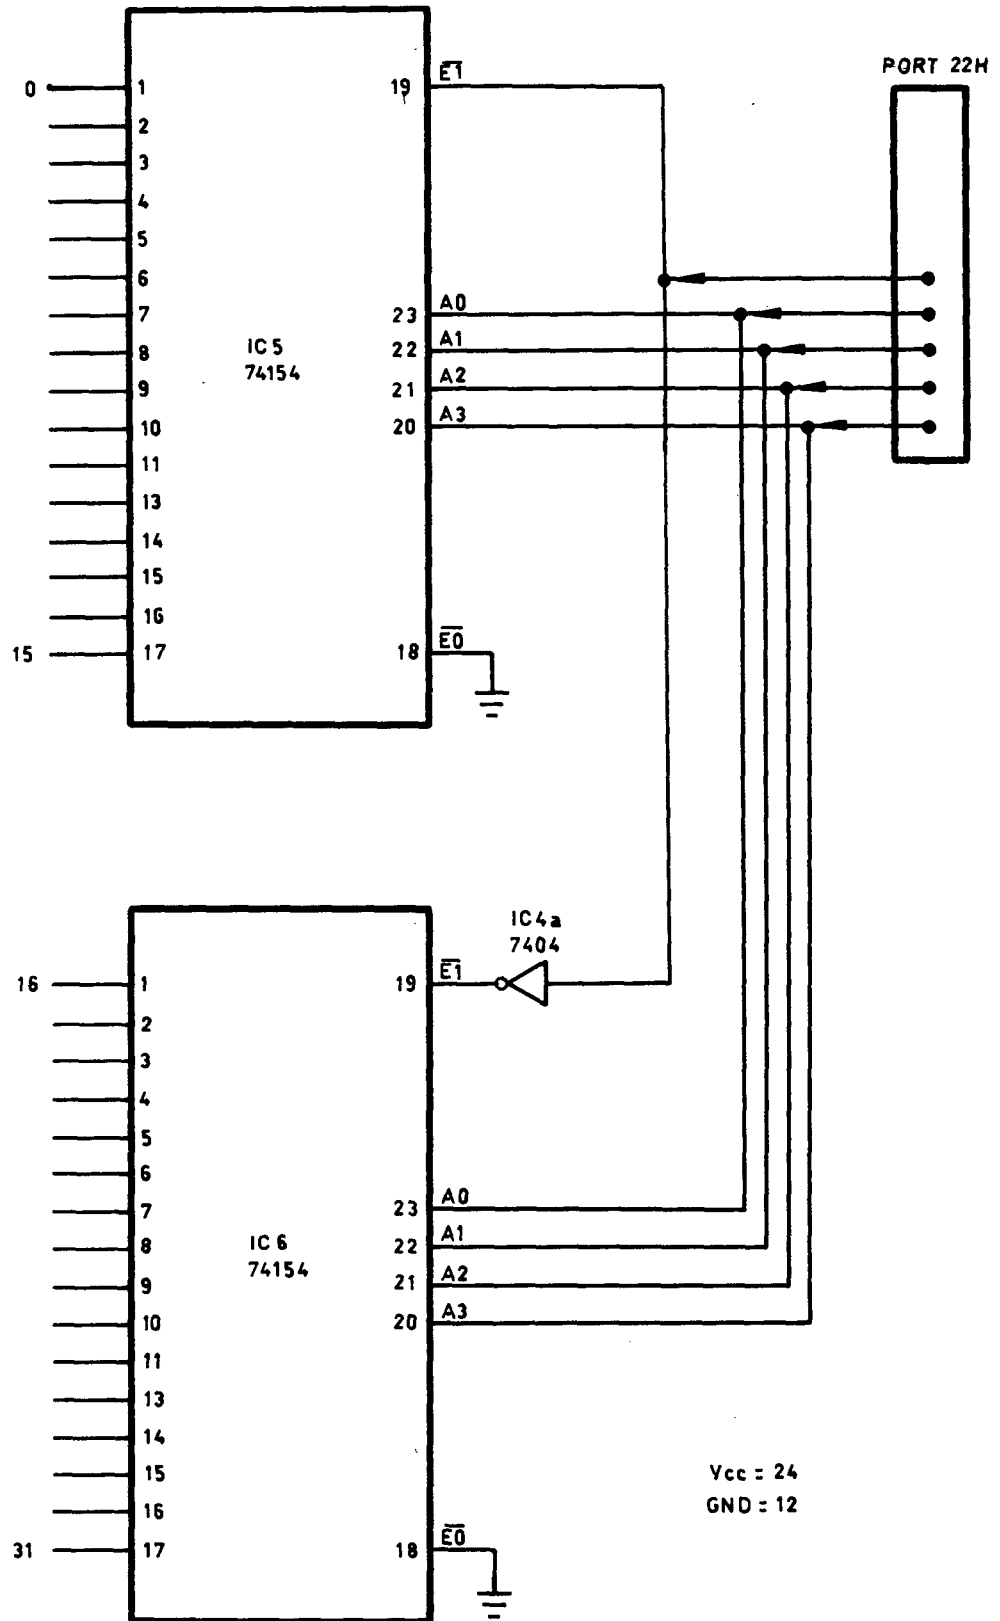 PORT 22H
0 1 19 E1
2
3
4
5
6
7 23 A0
8 IC5 22 A1
9 74154 21 A2
10 20 A3
11
13
14
15
16
15 17 18 E0
IC4a
7404
16 1 19 E1
2
3
4
5
6
7 23 A0
8 IC6 22 A1
9 74154 21 A2
10 20 A3
11
13
14
15
16
31 17 18 E0
Vcc = 24
GND = 12